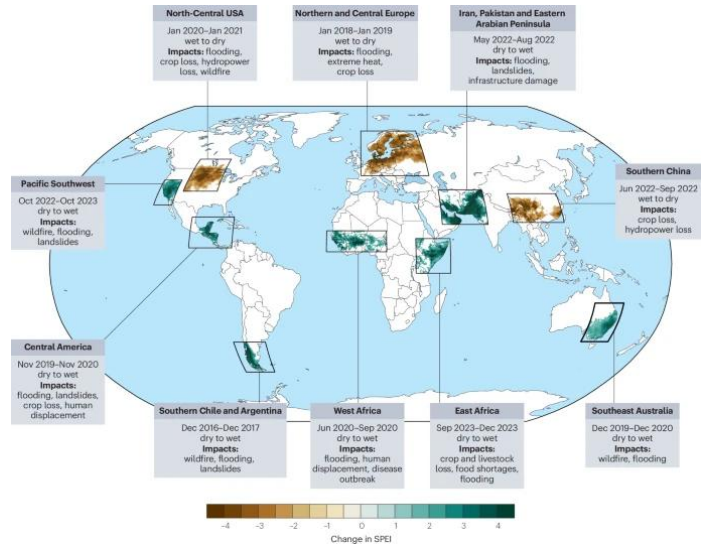 North-Central USA
Jan 2020–Jan 2021
wet to dry
Impacts: flooding,
crop loss, hydropower
loss, wildfire
Northern and Central Europe
Jan 2018–Jan 2019
wet to dry
Impacts: flooding,
extreme heat,
crop loss
Iran, Pakistan and Eastern
Arabian Peninsula
May 2022–Aug 2022
dry to wet
Impacts: flooding,
landslides,
infrastructure damage
Pacific Southwest
Oct 2022–Oct 2023
dry to wet
Impacts:
wildfire, flooding,
landslides
Southern China
Jun 2022–Sep 2022
wet to dry
Impacts:
crop loss,
hydropower loss
Central America
Nov 2019–Nov 2020
dry to wet
Impacts:
flooding, landslides,
crop loss, human
displacement
Southern Chile and Argentina
Dec 2016–Dec 2017
dry to wet
Impacts:
wildfire, flooding,
landslides
West Africa
Jun 2020–Sep 2020
dry to wet
Impacts:
flooding, human
displacement, disease
outbreak
East Africa
Sep 2023–Dec 2023
dry to wet
Impacts:
crop and livestock
loss, food shortages,
flooding
Southeast Australia
Dec 2019–Dec 2020
dry to wet
Impacts:
wildfire, flooding
–4 –3 –2 –1 0 1 2 3 4
Change in SPEI